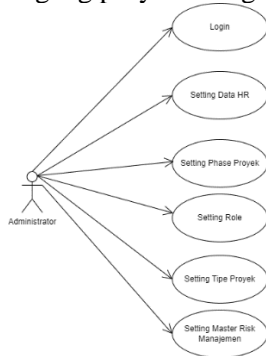 Login
Setting Data HR
Setting Phase Proyek
Administrator
Setting Role
Setting Tipe Proyek
Setting Master Risk
Manajemen